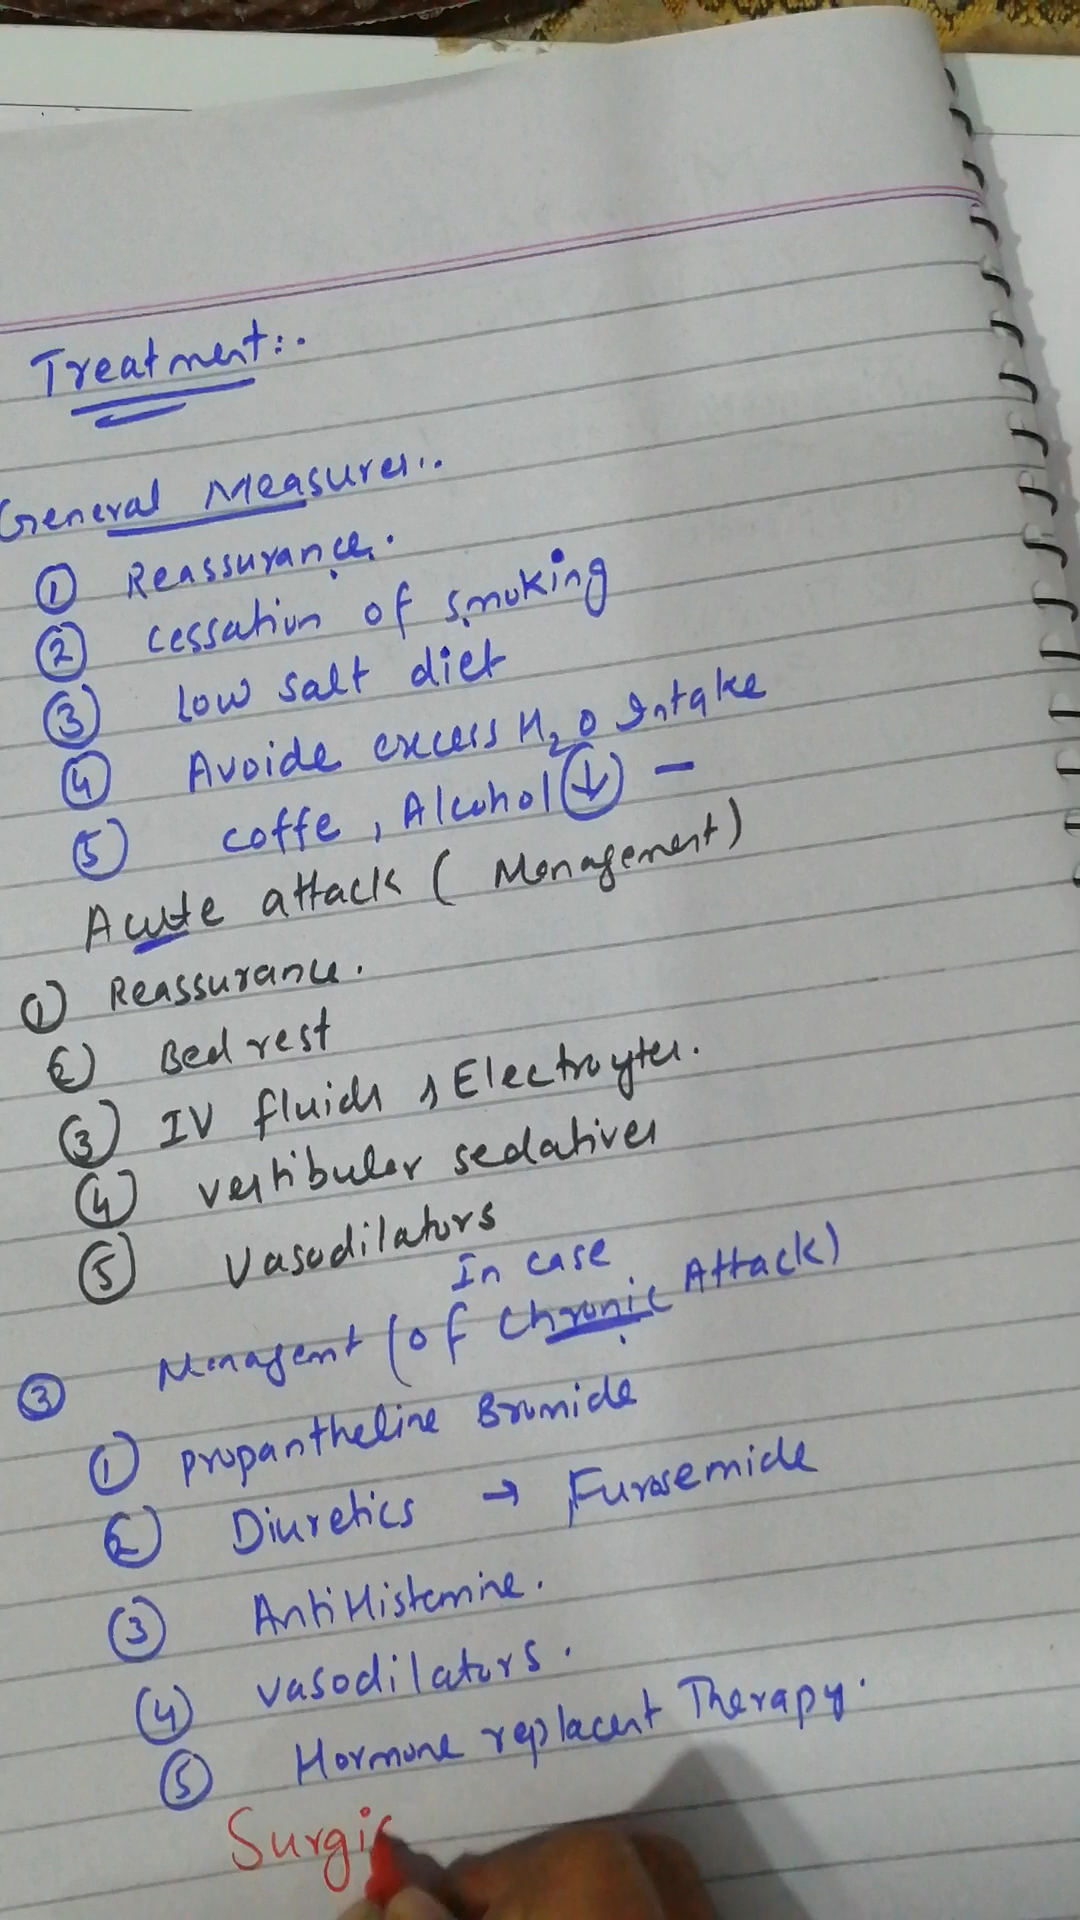 Treatment:.
General Measures:.
① Reassurance.
② cessation of smoking
③ low salt diet
④ Avoide excess H₂O Intake
⑤ coffe, Alcohol ↓ -
Acute attack ( Management)
① Reassurance.
② Bed rest
③ IV fluids, Electroytes.
④ vestibular sedatives
⑤ Vasodilators
In case
③ Management (of Chronic Attack)
① propantheline Bromide
② Diuretics → Furosemide
③ AntiHistamine.
④ vasodilators.
⑤ Hormone replacent Therapy.
Surgic